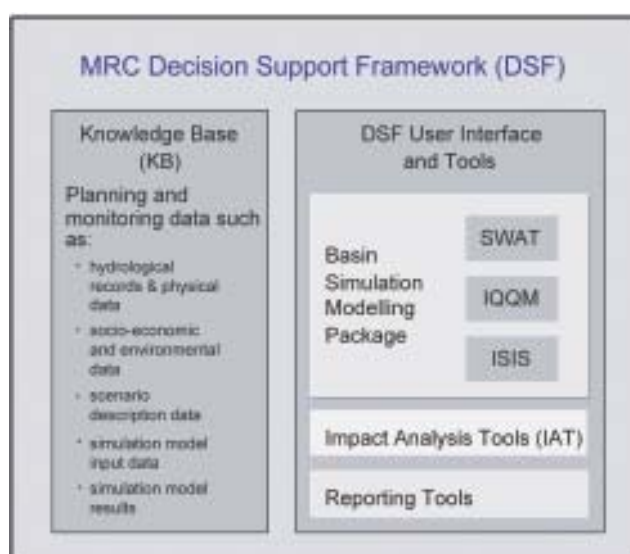 MRC Decision Support Framework (DSF)
Knowledge Base
(KB)
Planning and
monitoring data such
as:
• hydrological
records & physical
data
• socio-economic
and environmental
data
• scenario
description data
• simulation model
input data
• simulation model
results
DSF User Interface
and Tools
Basin
Simulation
Modelling
Package
SWAT
IQQM
ISIS
Impact Analysis Tools (IAT)
Reporting Tools